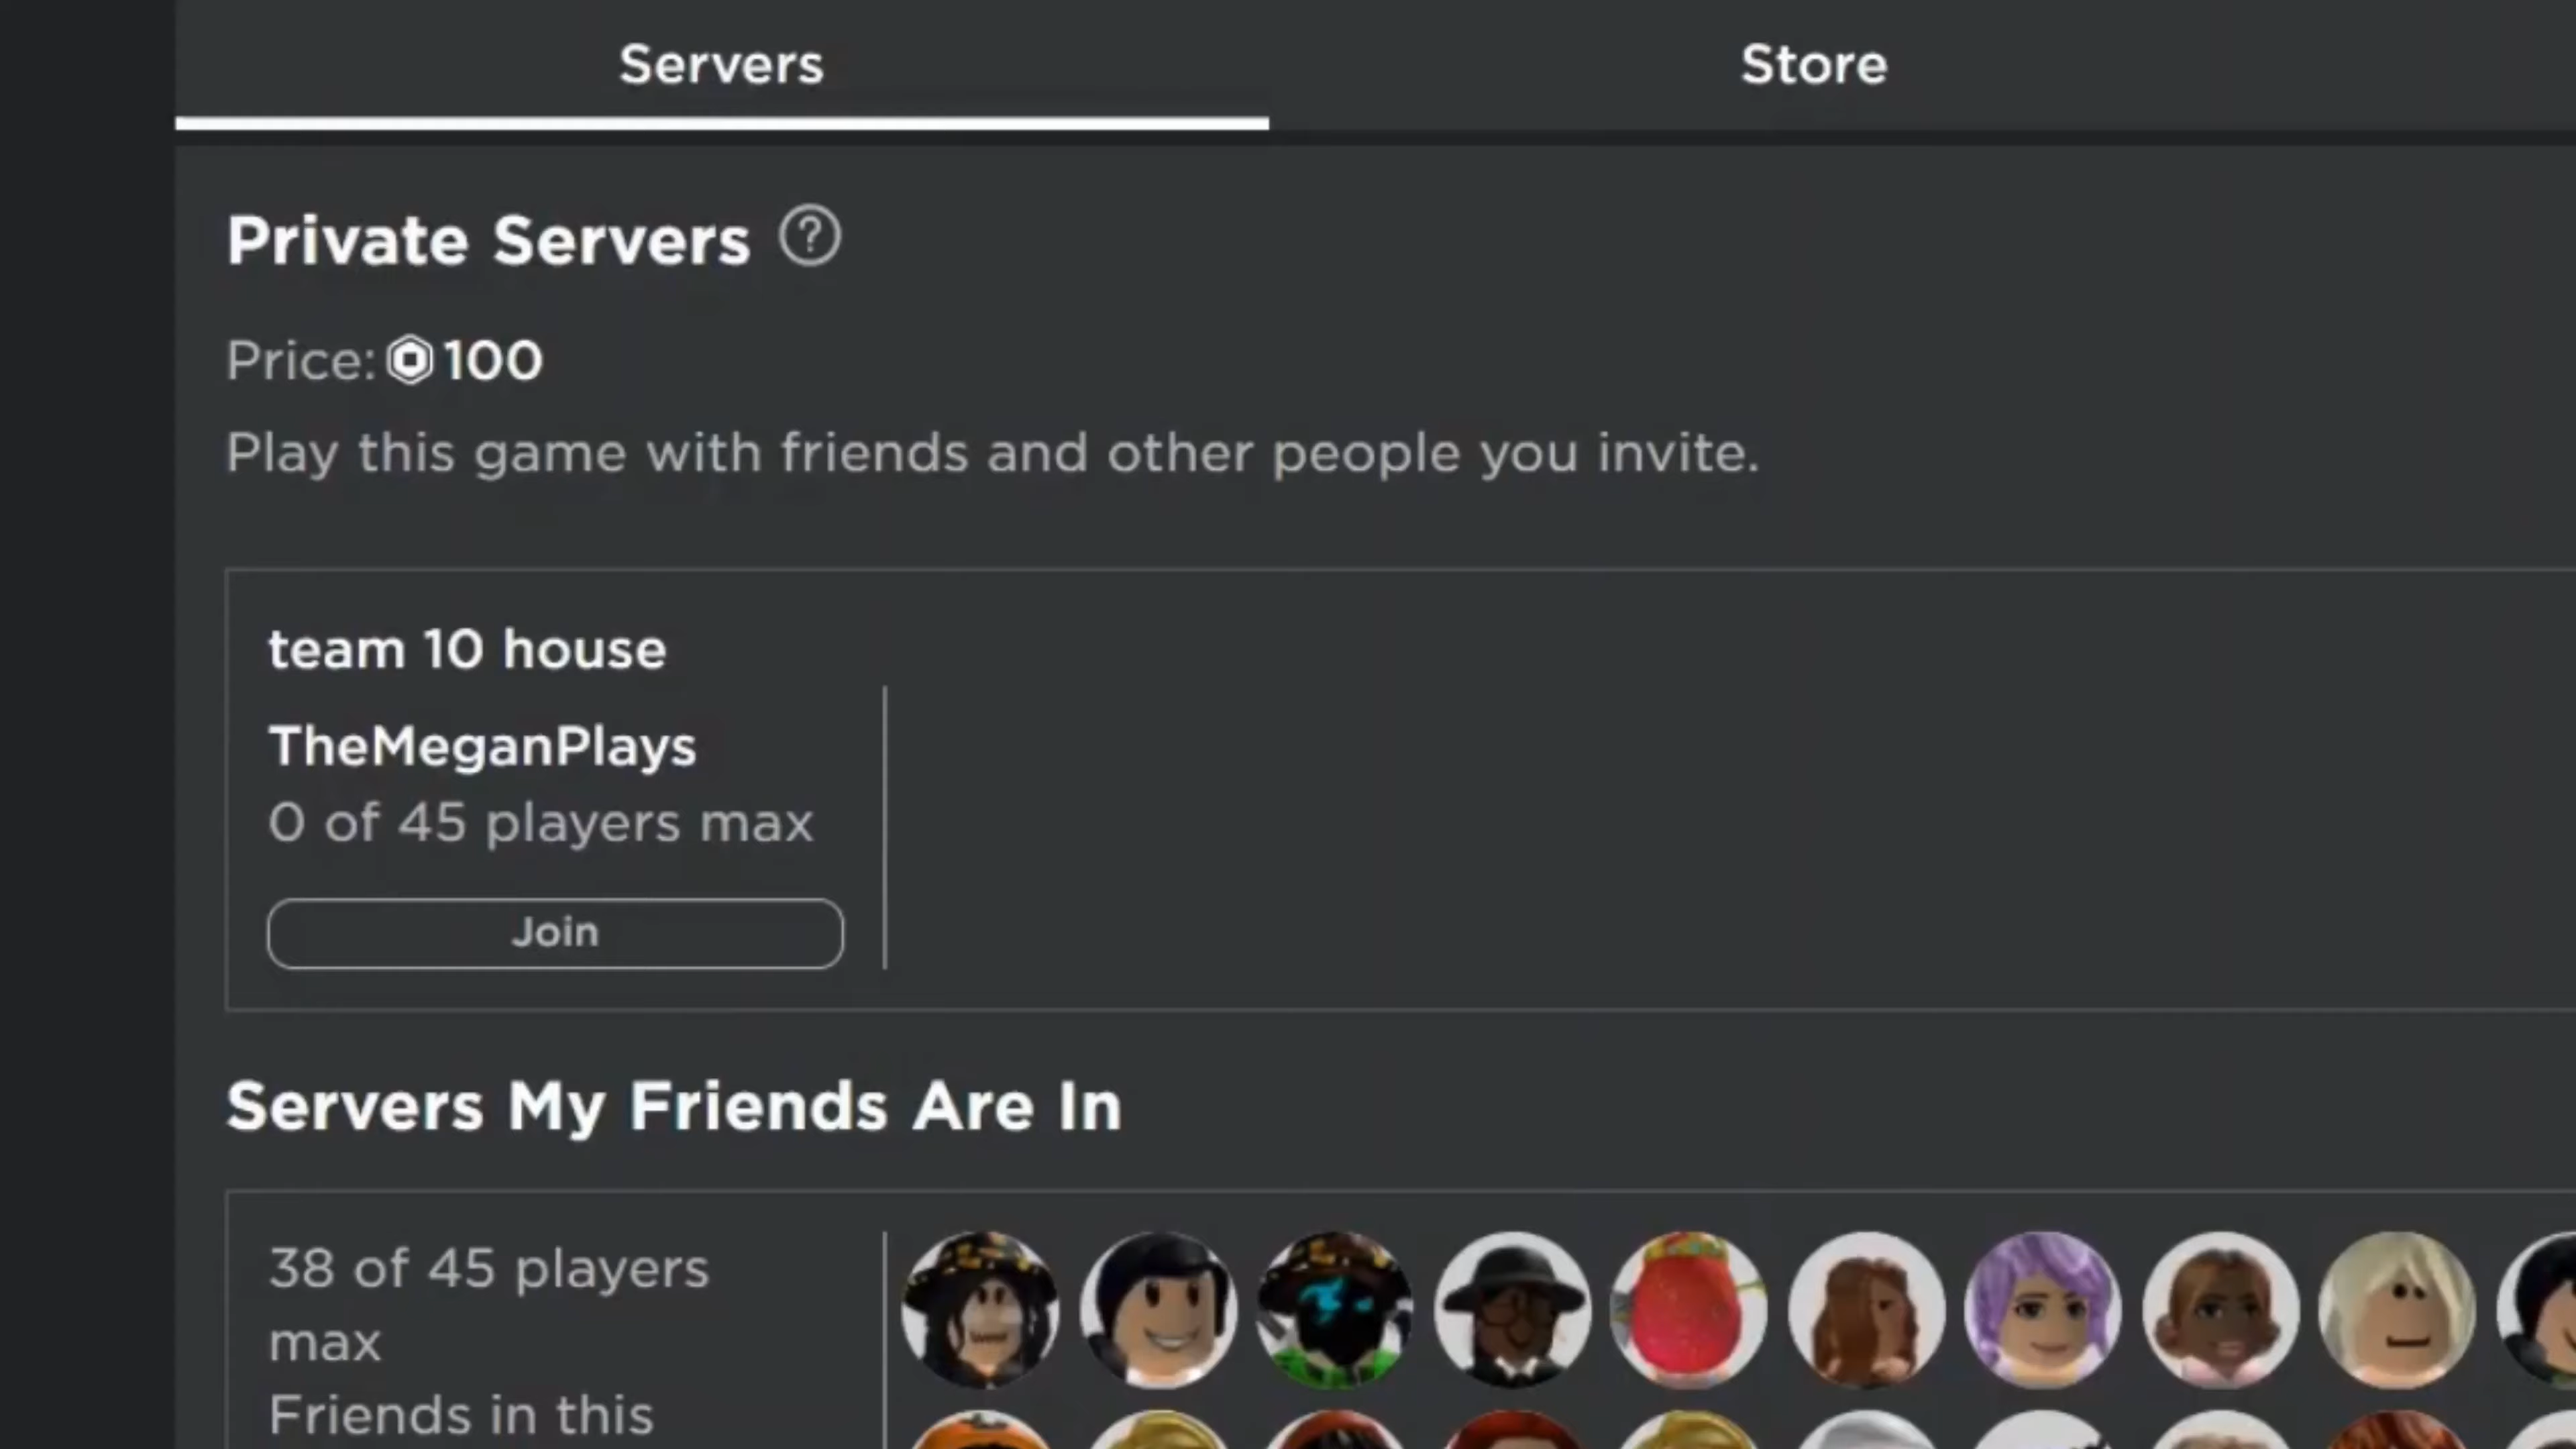 Servers
Store
Private Servers ?
Price: 100
Play this game with friends and other people you invite.
team 10 house
TheMeganPlays
0 of 45 players max
Join
Servers My Friends Are In
38 of 45 players
max
Friends in this